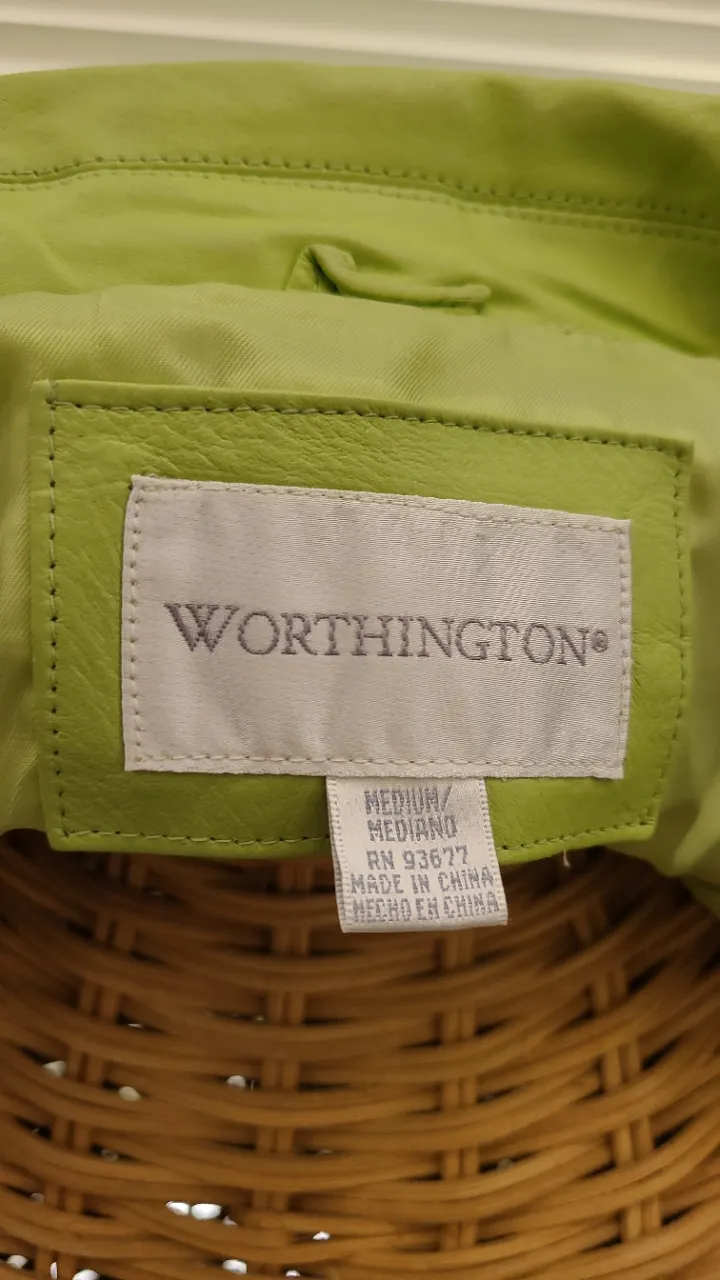 WORTHINGTON®
MEDIUM/
MEDIANO
RN 93677
MADE IN CHINA
HECHO EN CHINA